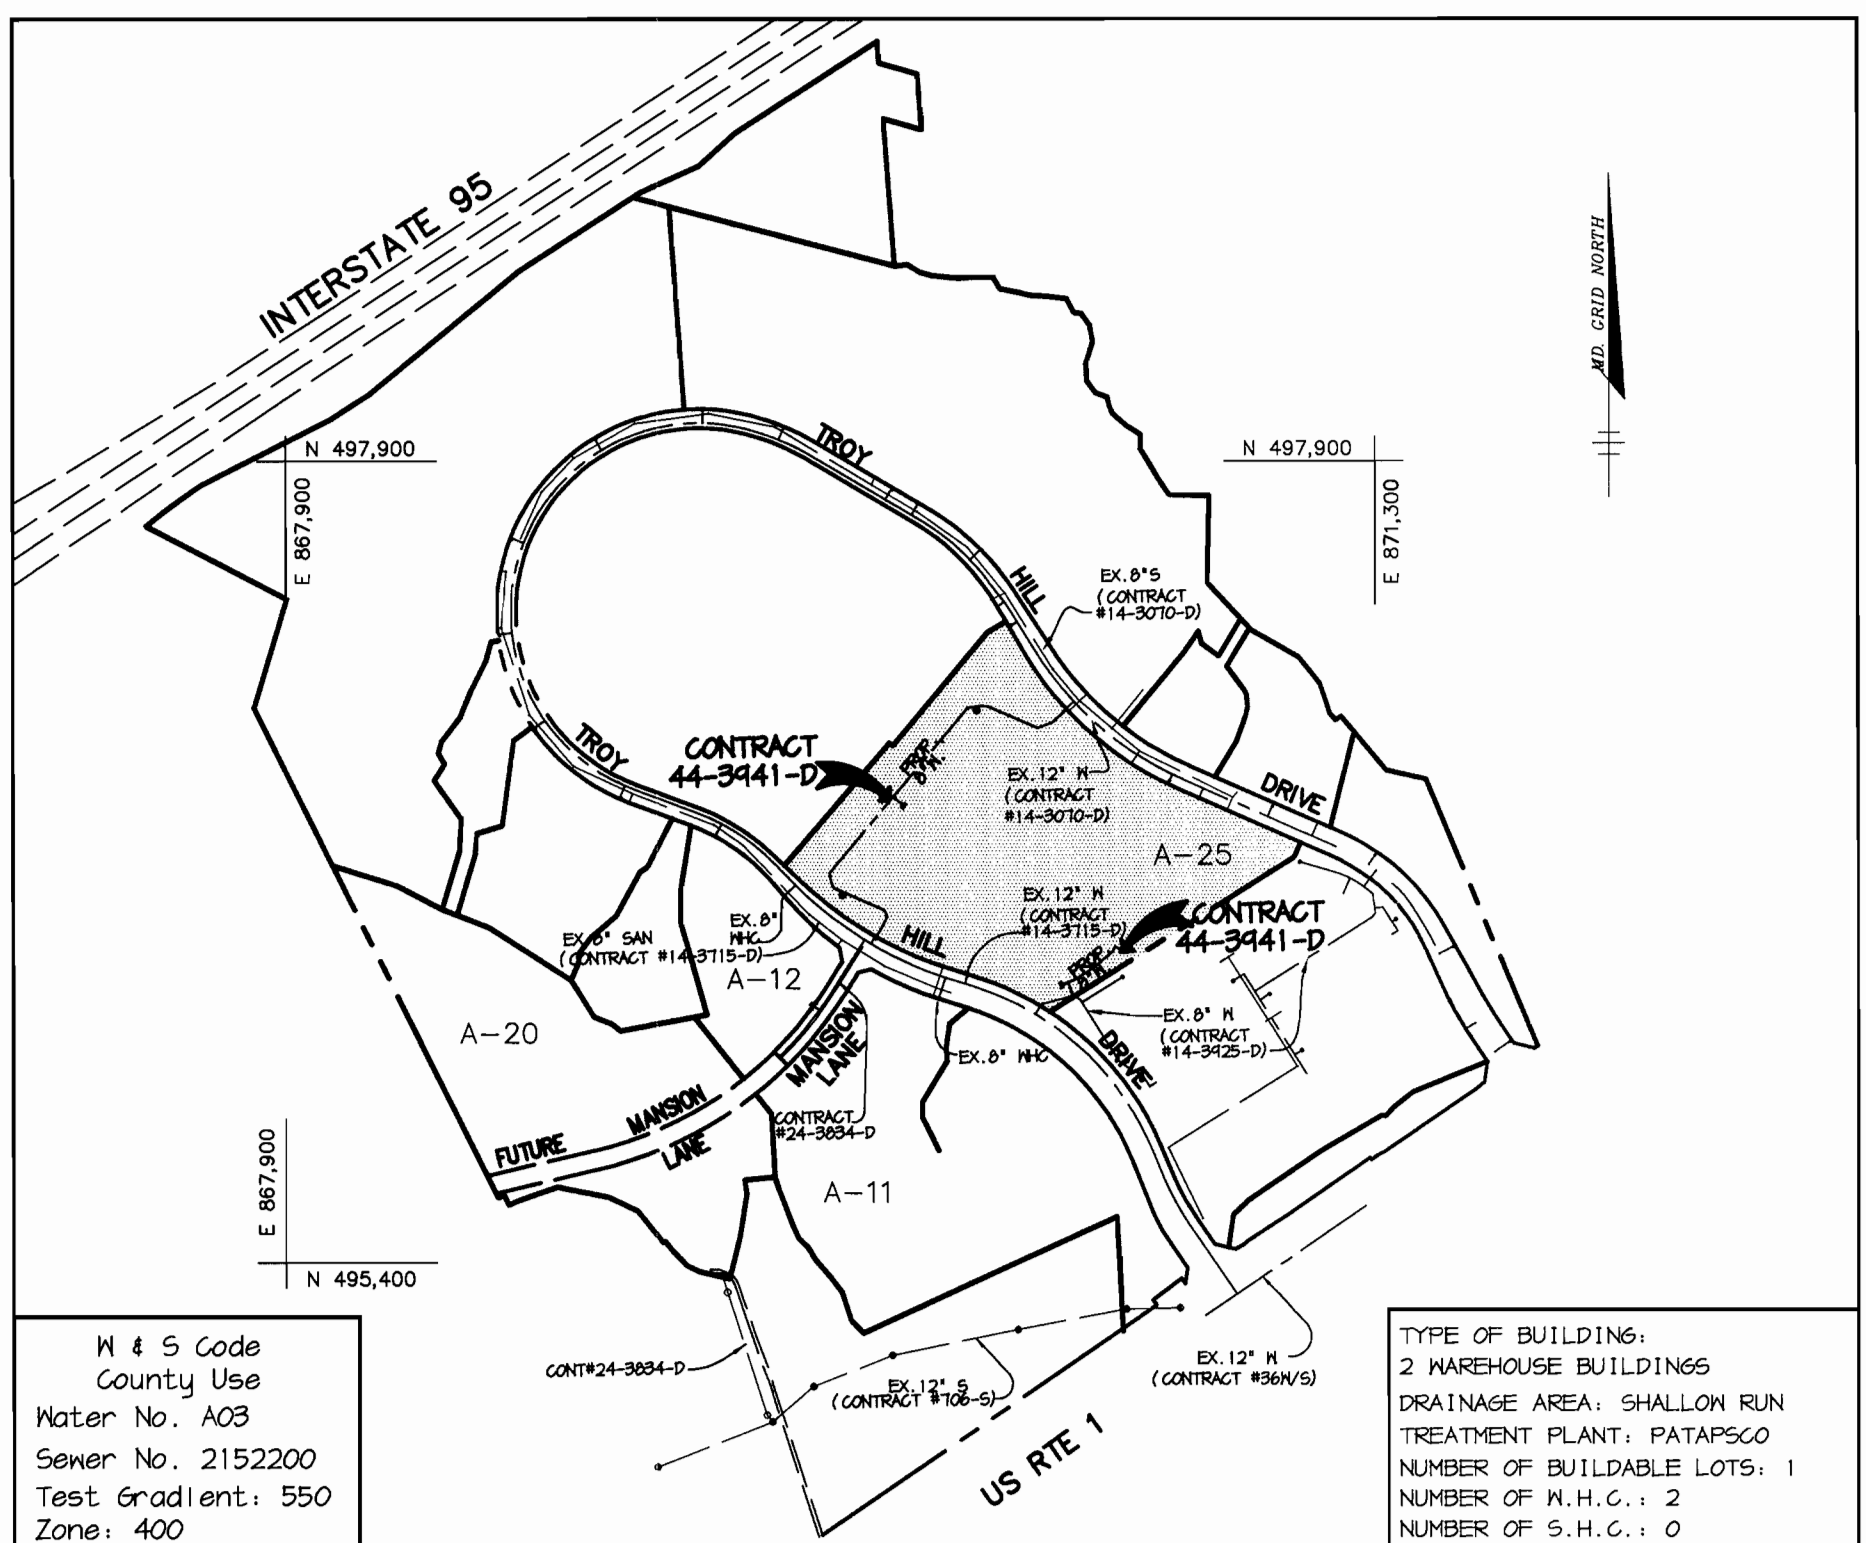 INTERSTATE 95
MD. GRID NORTH
N 497,900
E 867,900
N 497,900
E 871,300
TROY
HILL
EX.8"S
(CONTRACT
#14-3070-D)
TROY
CONTRACT
44-3941-D
PROP.
8"W.
EX.12" W
(CONTRACT
#14-3070-D)
DRIVE
A-25
EX.12" W
(CONTRACT
#14-3715-D)
CONTRACT
44-3941-D
EX.8"
WHC
EX 8" SAN
(CONTRACT #14-3715-D)
HILL
PROP.
8"W
A-12
A-20
MANSION
LANE
EX.8" W
(CONTRACT
#14-3925-D)
EX.8" WHC
DRIVE
CONTRACT
#24-3834-D
FUTURE MANSION
LANE
A-11
E 867,900
N 495,400
CONT#24-3834-D
EX.12" S
(CONTRACT #706-S)
EX.12" W
(CONTRACT #36W/S)
US RTE 1
W & S Code
County Use
Water No. A03
Sewer No. 2152200
Test Gradient: 550
Zone: 400
TYPE OF BUILDING:
2 WAREHOUSE BUILDINGS
DRAINAGE AREA: SHALLOW RUN
TREATMENT PLANT: PATAPSCO
NUMBER OF BUILDABLE LOTS: 1
NUMBER OF W.H.C.: 2
NUMBER OF S.H.C.: 0